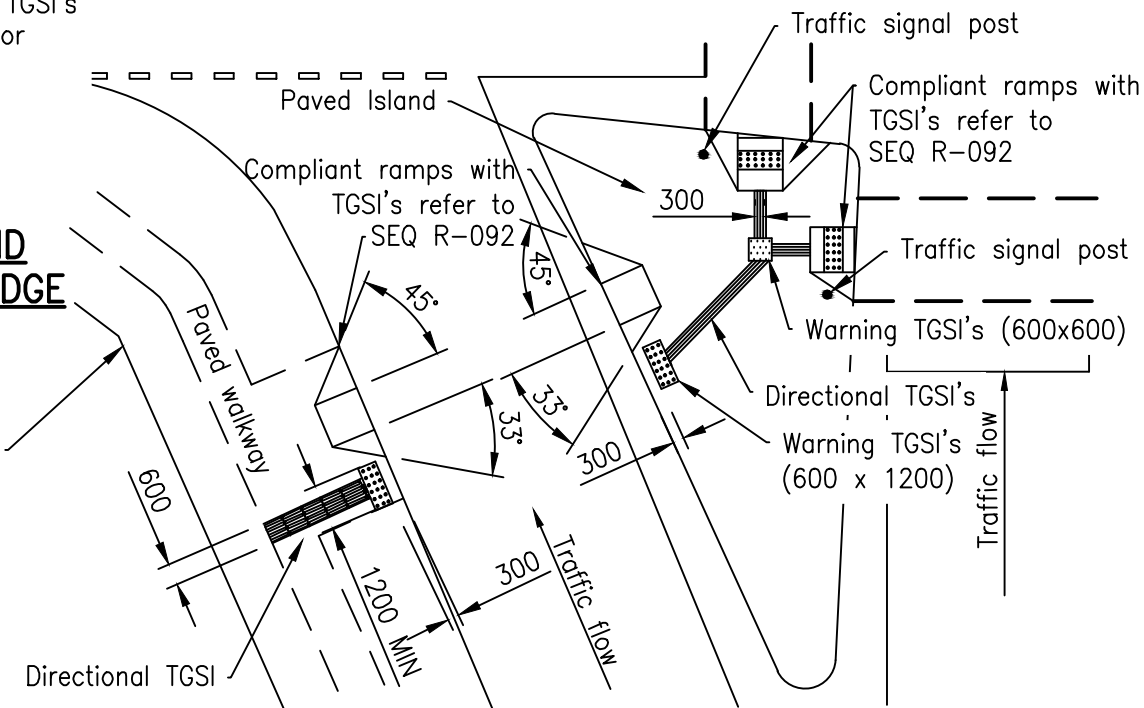 TGSI's
or
Traffic signal post
Paved Island
Compliant ramps with
TGSI's refer to
SEQ R-092
Compliant ramps with
TGSI's refer to
SEQ R-092
300
45°
45°
Traffic signal post
DGE
Paved walkway
Warning TGSI's (600x600)
33°
33°
Directional TGSI's
300
Warning TGSI's
(600 x 1200)
Traffic flow
600
1200 MIN
300
Traffic flow
Directional TGSI